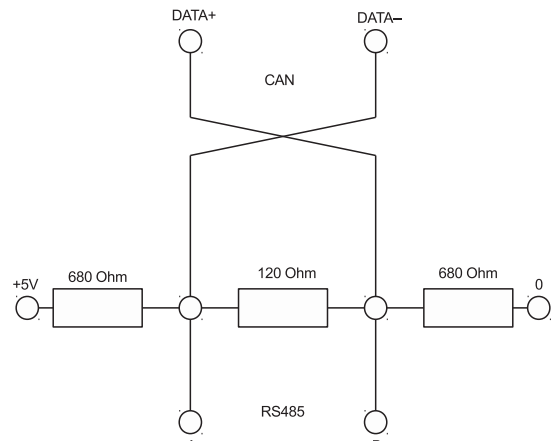 DATA+ DATA–
CAN
680 Ohm 120 Ohm 680 Ohm
+5V 0
RS485